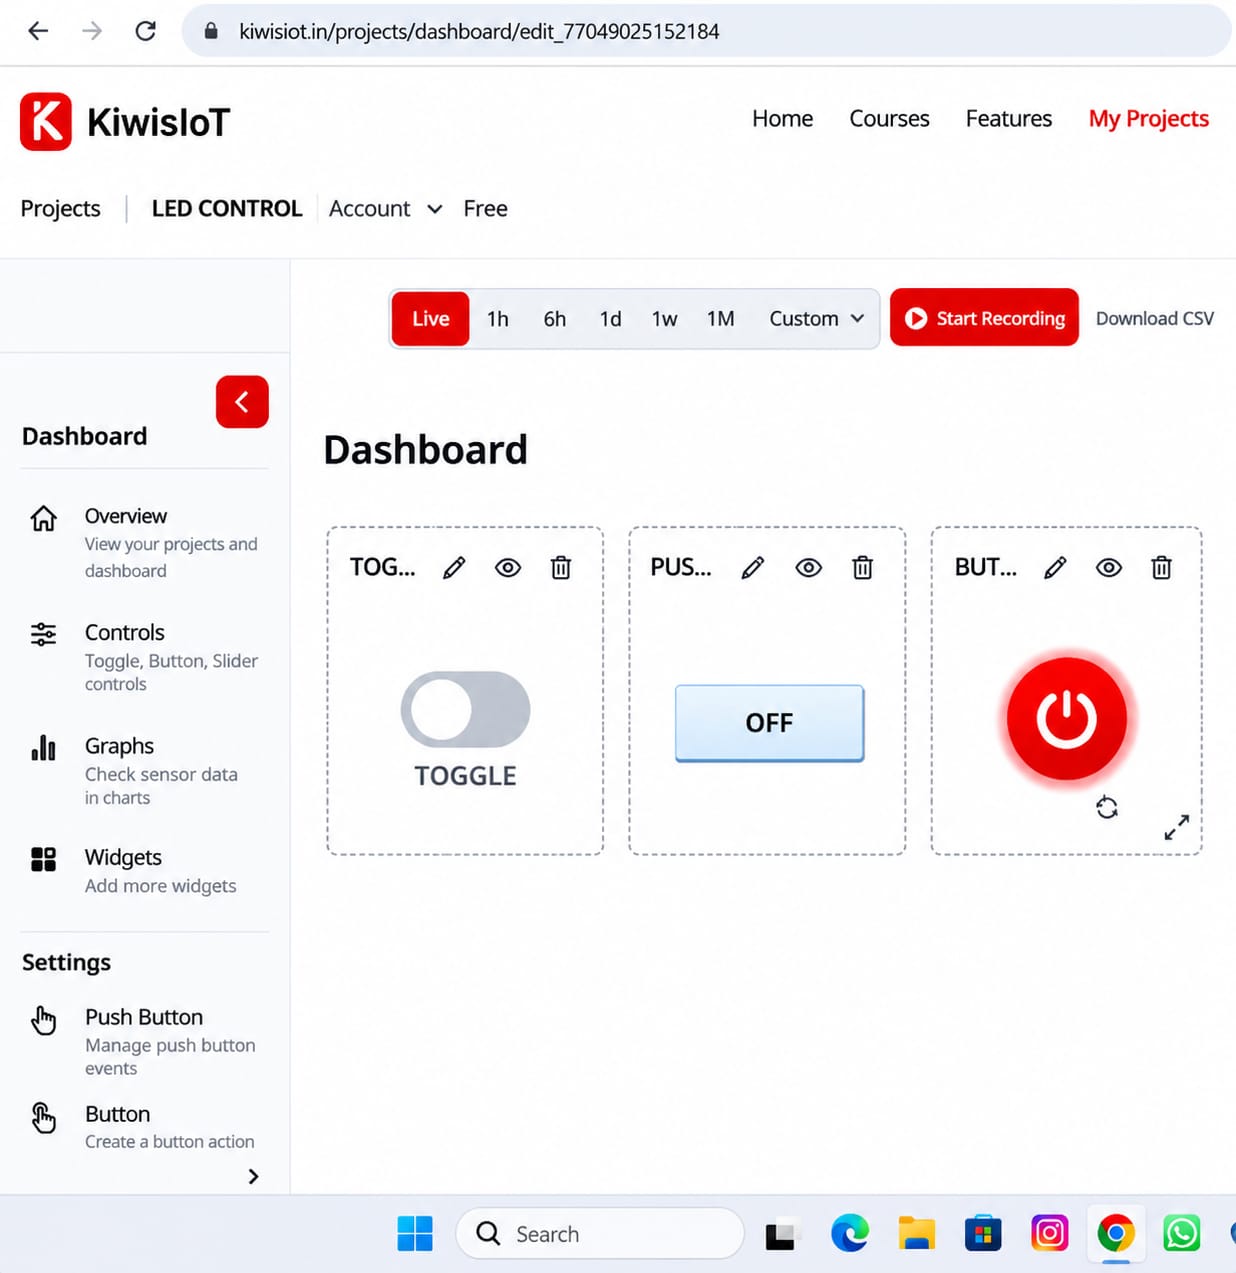 kiwisiot.in/projects/dashboard/edit_77049025152184
KiwisIoT
Home Courses Features My Projects
Projects LED CONTROL Account Free
Live 1h 6h 1d 1w 1M Custom Start Recording Download CSV
Dashboard
Overview
View your projects and
dashboard
Controls
Toggle, Button, Slider
controls
Graphs
Check sensor data
in charts
Widgets
Add more widgets
Settings
Push Button
Manage push button
events
Button
Create a button action
Dashboard
TOG... PUS... BUT...
OFF
TOGGLE
Search